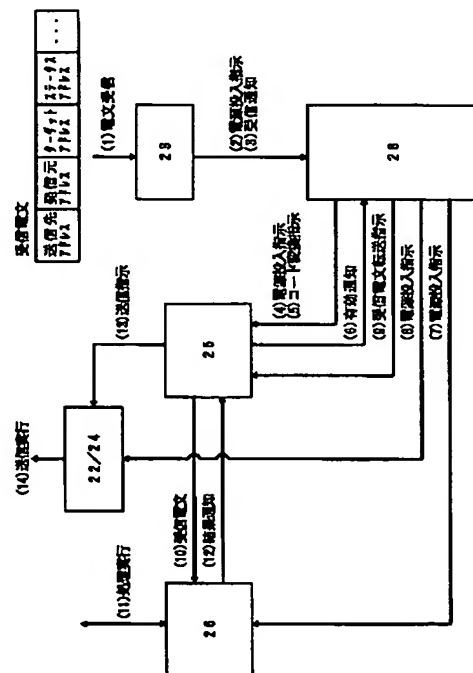 受信電文
送信先アドレス
発信元アドレス
ターゲットアドレス
ステータスアドレス
...
(1)電文受信
23
(2)電源投入指示
(3)受信通知
28
(4)電源投入指示
(5)コード変換指示
(6)有効通知
(9)受信電文転送指示
(8)電源投入指示
(7)電源投入指示
25
(13)送信指示
22/24
(14)送信実行
(10)受信電文
(12)結果通知
(11)処理実行
26